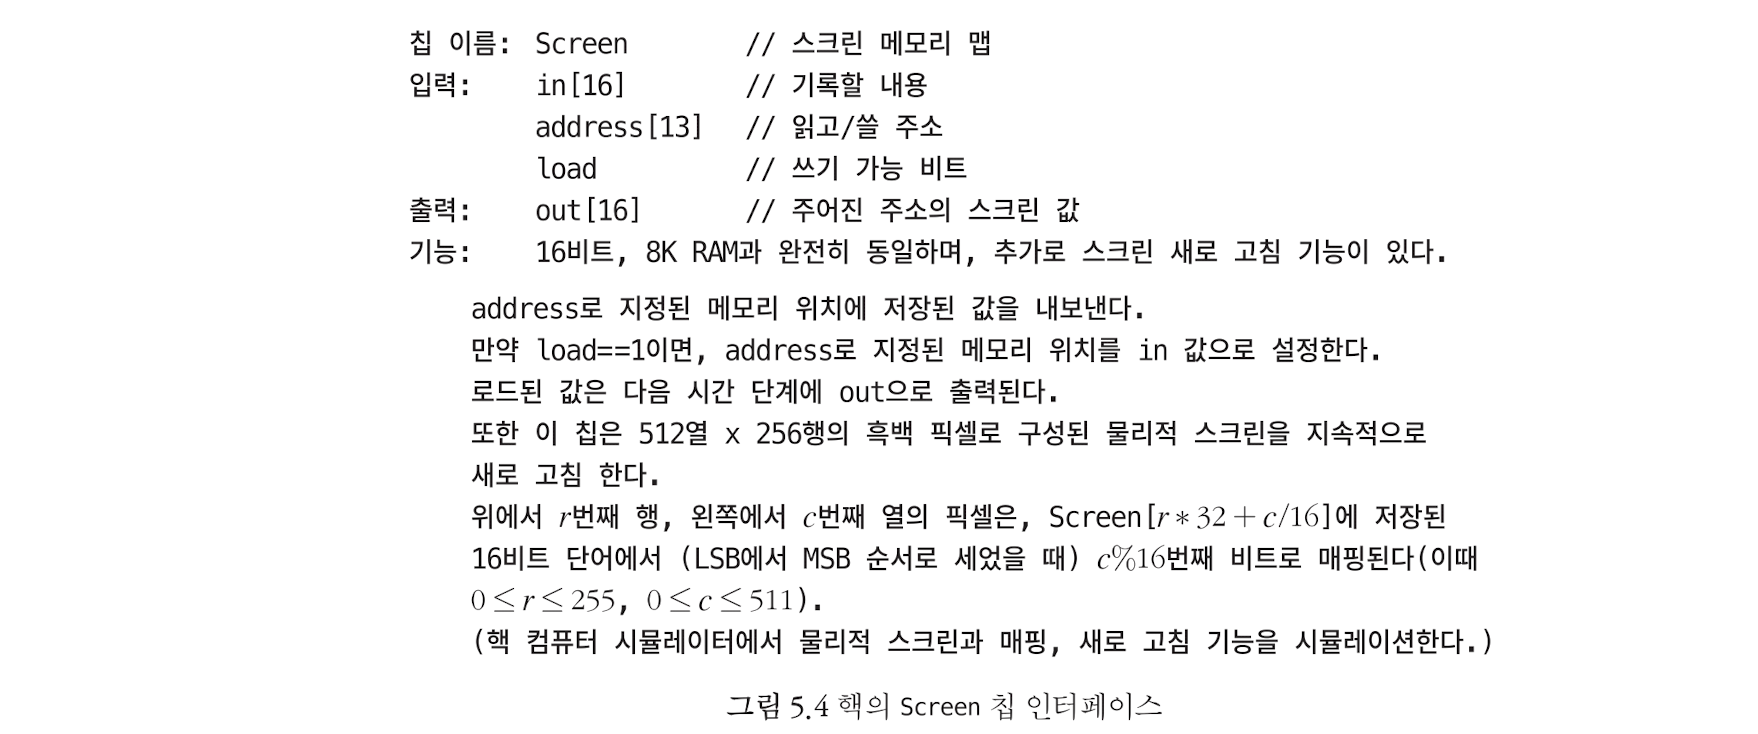 칩 이름: Screen // 스크린 메모리 맵
입력: in[16] // 기록할 내용
address[13] // 읽고/쓸 주소
load // 쓰기 가능 비트
출력: out[16] // 주어진 주소의 스크린 값
기능: 16비트, 8K RAM과 완전히 동일하며, 추가로 스크린 새로 고침 기능이 있다.
address로 지정된 메모리 위치에 저장된 값을 내보낸다.
만약 load==1이면, address로 지정된 메모리 위치를 in 값으로 설정한다.
로드된 값은 다음 시간 단계에 out으로 출력된다.
또한 이 칩은 512열 x 256행의 흑백 픽셀로 구성된 물리적 스크린을 지속적으로
새로 고침 한다.
위에서 r번째 행, 왼쪽에서 c번째 열의 픽셀은, Screen[r * 32 + c/16]에 저장된
16비트 단어에서 (LSB에서 MSB 순서로 세었을 때) c%16번째 비트로 매핑된다(이때
0 ≤ r ≤ 255, 0 ≤ c ≤ 511).
(핵 컴퓨터 시뮬레이터에서 물리적 스크린과 매핑, 새로 고침 기능을 시뮬레이션한다.)
그림 5.4 핵의 Screen 칩 인터페이스